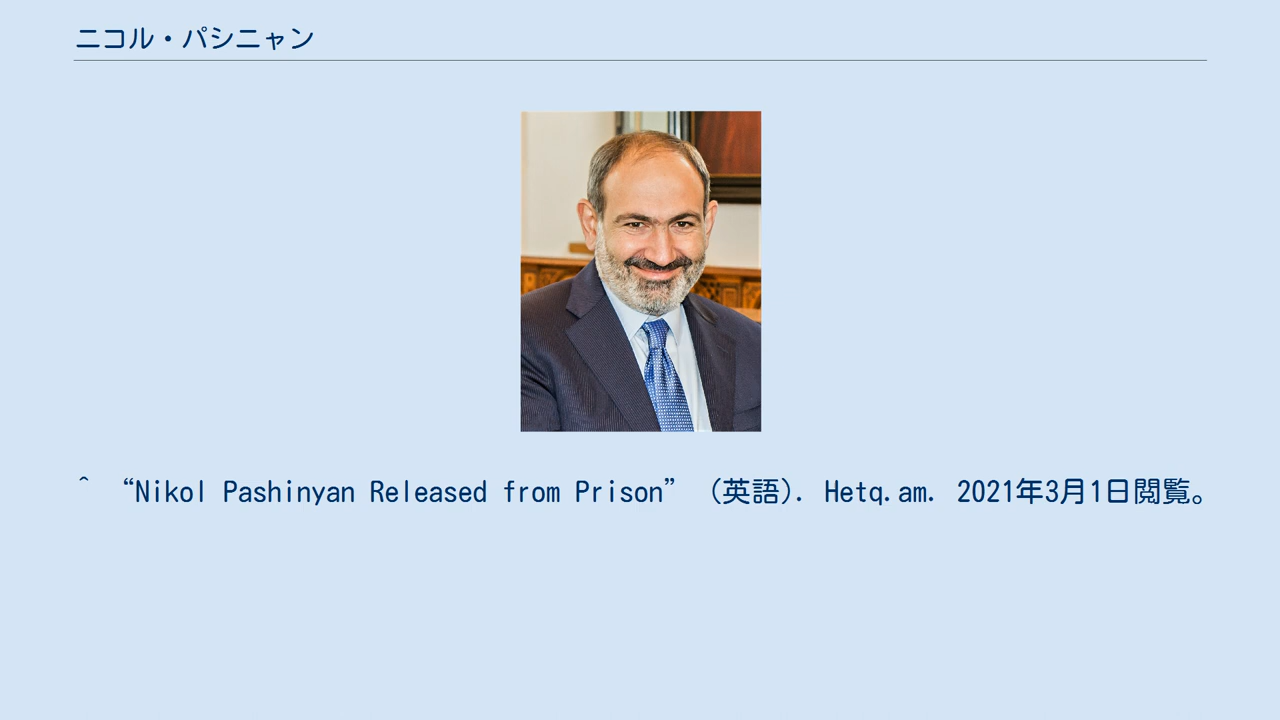 ニコル・パシニャン
^ “Nikol Pashinyan Released from Prison” (英語). Hetq.am. 2021年3月1日閲覧。